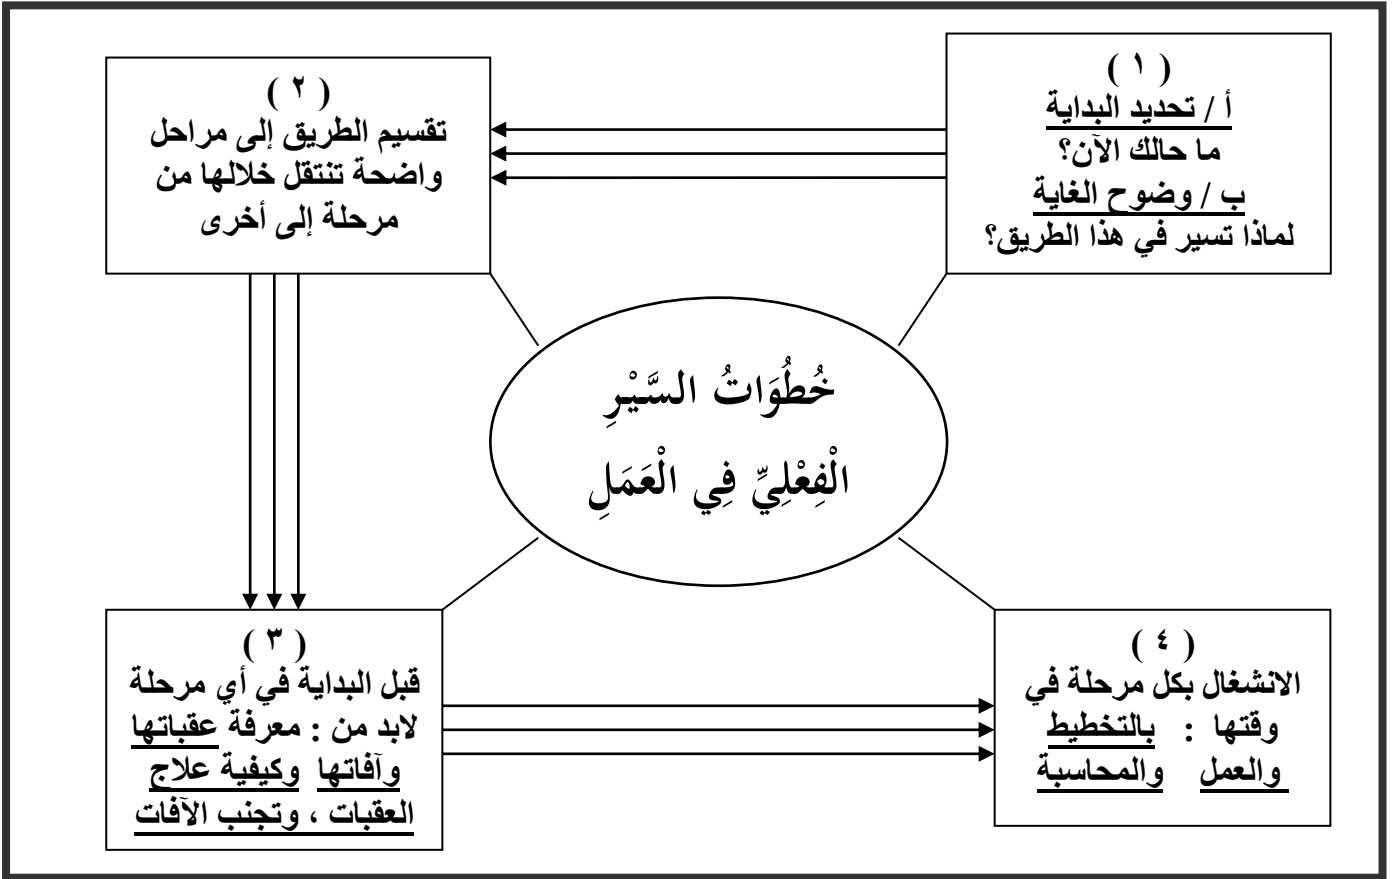 ( ١ )
أ / تحديد البداية
ما حالك الآن؟
ب / وضوح الغاية
لماذا تسير في هذا الطريق؟
( ٢ )
تقسيم الطريق إلى مراحل
واضحة تنتقل خلالها من
مرحلة إلى أخرى
خُطُوَاتُ السَّيْرِ
الْفِعْلِيِّ فِي الْعَمَلِ
( ٣ )
قبل البداية في أي مرحلة
لابد من : معرفة عقباتها
وآفاتها وكيفية علاج
العقبات ، وتجنب الآفات
( ٤ )
الانشغال بكل مرحلة في
وقتها : بالتخطيط
والعمل والمحاسبة